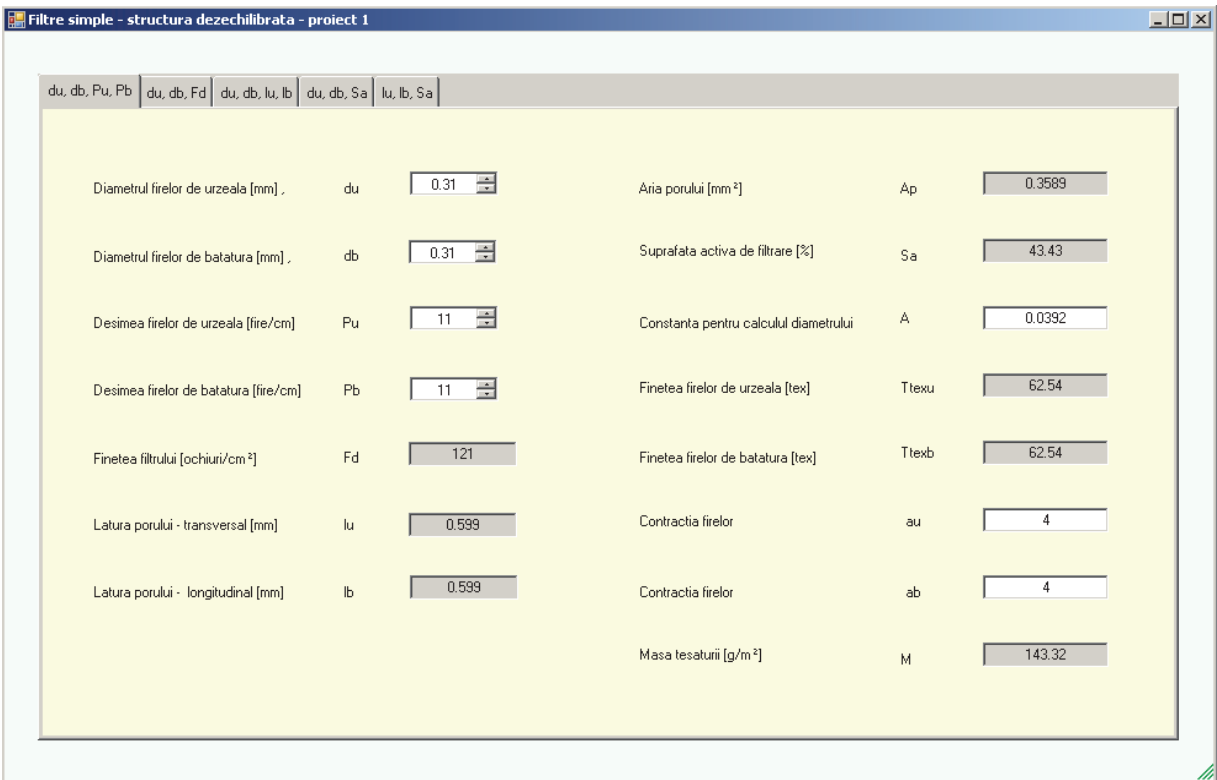 Filtre simple - structura dezechilibrata - proiect 1
du, db, Pu, Pb du, db, Fd du, db, lu, lb du, db, Sa lu, lb, Sa
Diametrul firelor de urzeala [mm] , du 0.31
Diametrul firelor de batatura [mm] , db 0.31
Desimea firelor de urzeala [fire/cm] Pu 11
Desimea firelor de batatura [fire/cm] Pb 11
Finetea filtrului [ochiuri/cm²] Fd 121
Latura porului - transversal [mm] lu 0.599
Latura porului - longitudinal [mm] lb 0.599
Aria porului [mm²] Ap 0.3589
Suprafata activa de filtrare [%] Sa 43.43
Constanta pentru calculul diametrului A 0.0392
Finetea firelor de urzeala [tex] Ttexu 62.54
Finetea firelor de batatura [tex] Ttexb 62.54
Contractia firelor au 4
Contractia firelor ab 4
Masa tesaturii [g/m²] M 143.32